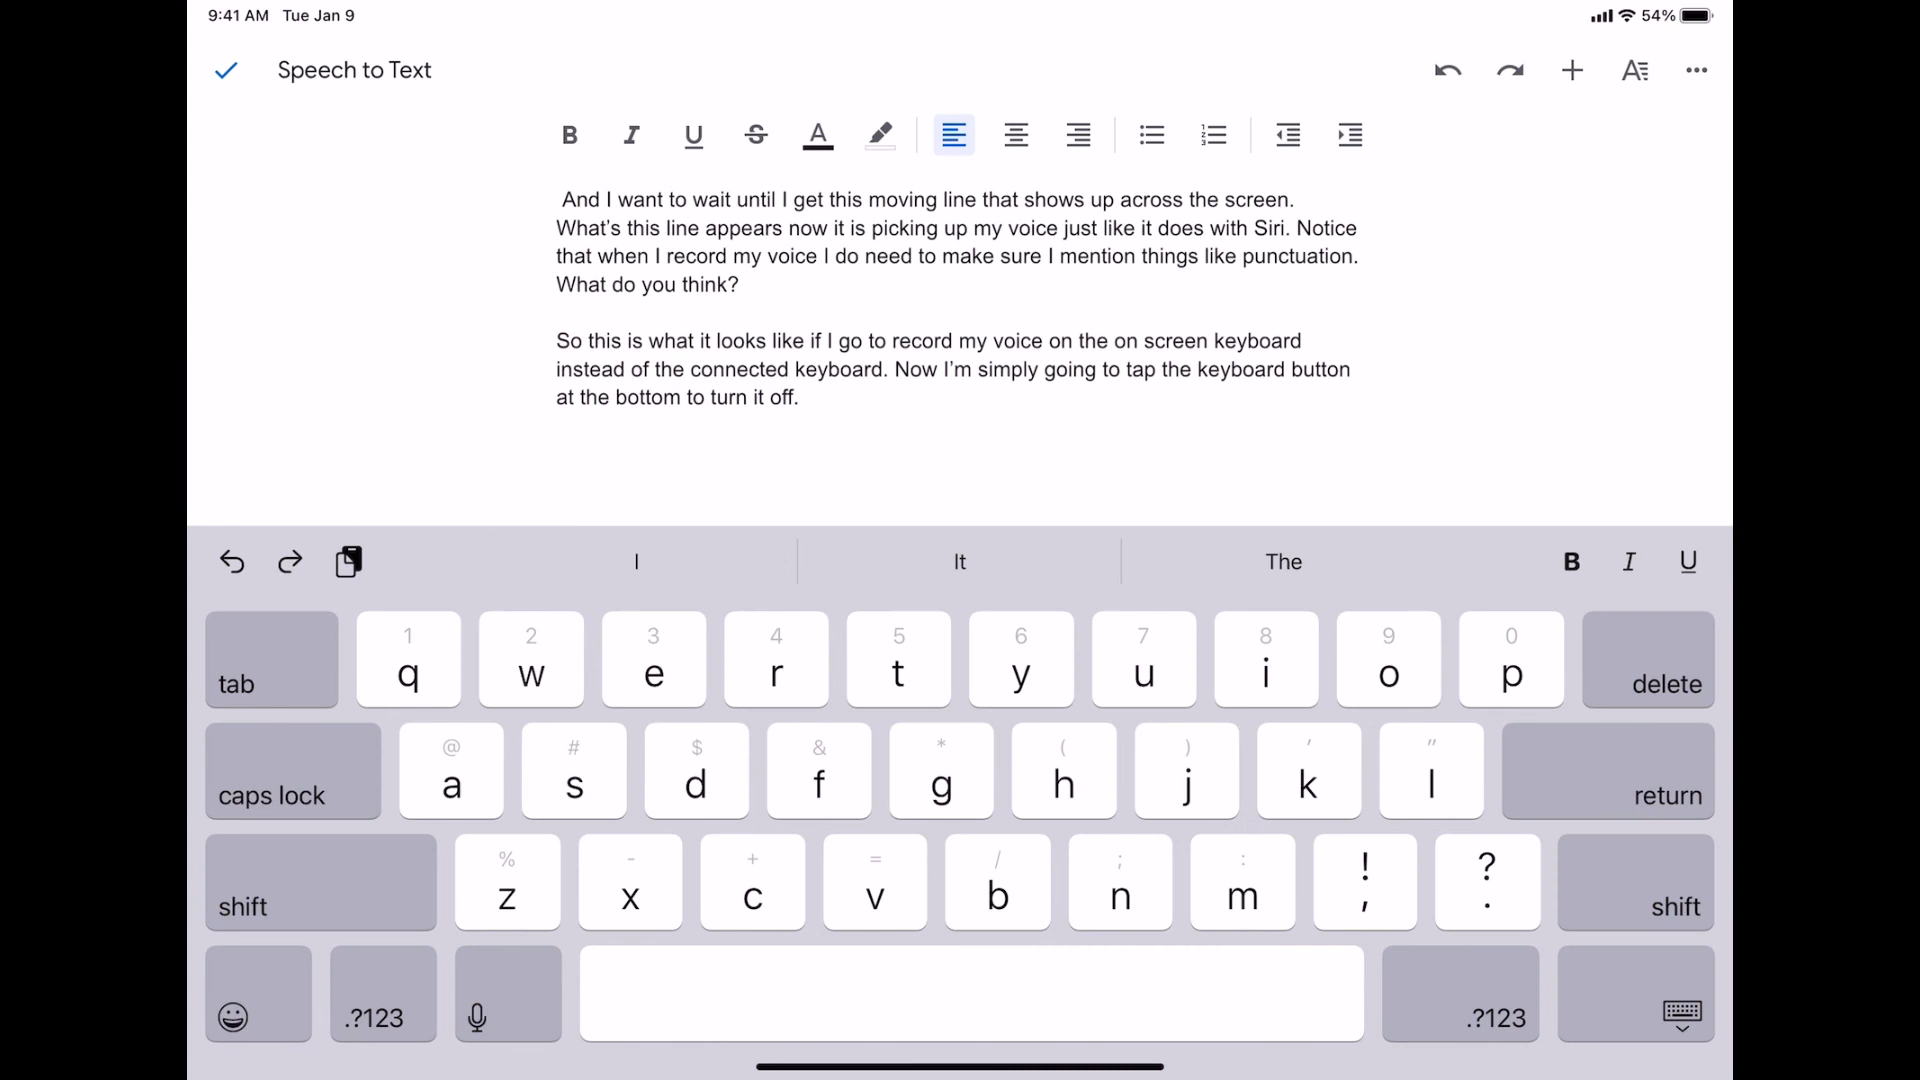 9:41 AM Tue Jan 9 54%
Speech to Text
B I U S A
And I want to wait until I get this moving line that shows up across the screen.
What’s this line appears now it is picking up my voice just like it does with Siri. Notice
that when I record my voice I do need to make sure I mention things like punctuation.
What do you think?
So this is what it looks like if I go to record my voice on the on screen keyboard
instead of the connected keyboard. Now I’m simply going to tap the keyboard button
at the bottom to turn it off.
I It The B I U
1 2 3 4 5 6 7 8 9 0
tab q w e r t y u i o p delete
@ # $ & * ( ) ' "
caps lock a s d f g h j k l return
% - + = / ; : ! ?
shift z x c v b n m , . shift
.?123 .?123